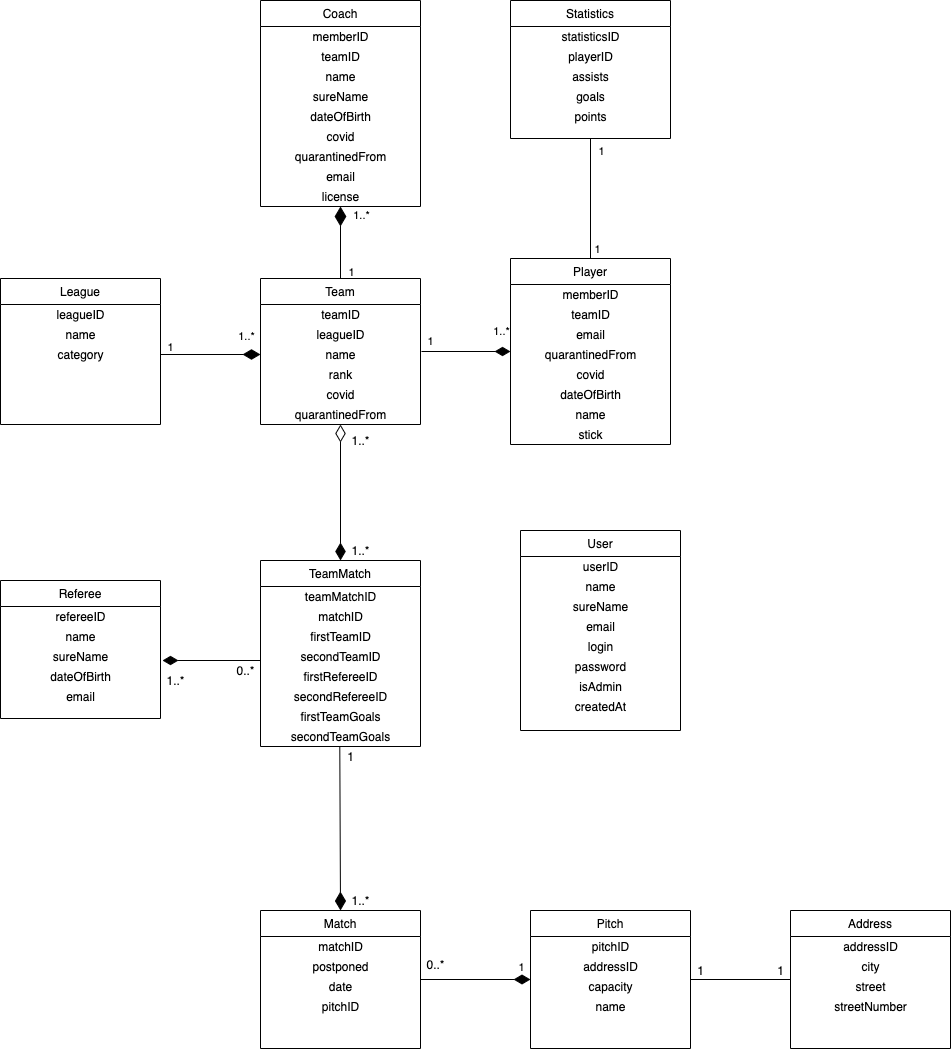 Coach
memberID
teamID
name
sureName
dateOfBirth
covid
quarantinedFrom
email
license
1..*
1
Statistics
statisticsID
playerID
assists
goals
points
1
1
League
leagueID
name
category
1
1..*
Team
teamID
leagueID
name
rank
covid
quarantinedFrom
1..*
1
1..*
Player
memberID
teamID
email
quarantinedFrom
covid
dateOfBirth
name
stick
1..*
TeamMatch
teamMatchID
matchID
firstTeamID
secondTeamID
firstRefereeID
secondRefereeID
firstTeamGoals
secondTeamGoals
1
User
userID
name
sureName
email
login
password
isAdmin
createdAt
Referee
refereeID
name
sureName
dateOfBirth
email
1..*
0..*
1..*
Match
matchID
postponed
date
pitchID
0..*
1
Pitch
pitchID
addressID
capacity
name
1
1
Address
addressID
city
street
streetNumber